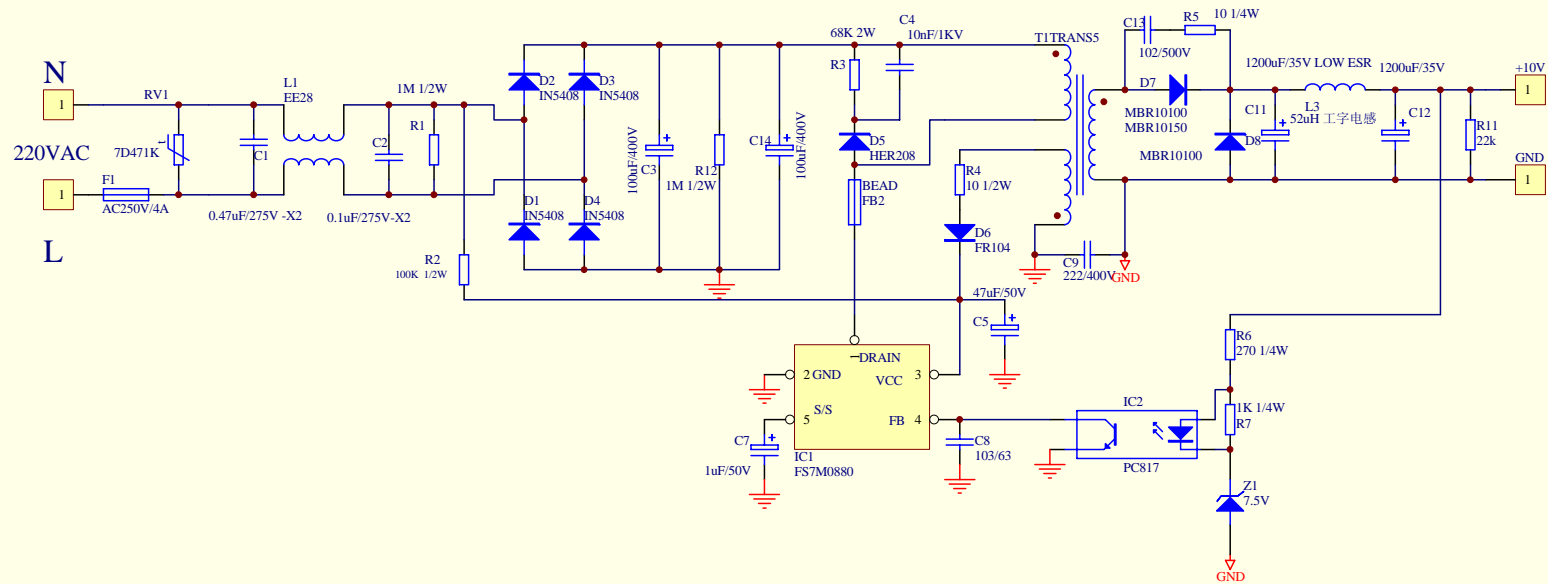 N
1
220VAC
1
L
RV1
7D471K
t
F1
AC250V/4A
C1
0.47uF/275V -X2
L1
EE28
C2
0.1uF/275V-X2
1M 1/2W
R1
R2
100K 1/2W
D2
IN5408
D3
IN5408
D1
IN5408
D4
IN5408
100uF/400V
C3
R12
1M 1/2W
C14
100uF/400V
68K 2W
R3
C4
10nF/1KV
D5
HER208
BEAD
FB2
R4
10 1/2W
D6
FR104
T1TRANS5
C9
222/400V
GND
C13
102/500V
R5
10 1/4W
D7
MBR10100
MBR10150
MBR10100
D8
1200uF/35V LOW ESR
C11
L3
52uH 工字电感
1200uF/35V
C12
R11
22k
+10V
1
GND
1
47uF/50V
C5
1
DRAIN
2 GND
VCC
3
S/S
5
FB
4
IC1
FS7M0880
C7
1uF/50V
C8
103/63
IC2
PC817
R6
270 1/4W
1K 1/4W
R7
Z1
7.5V
GND